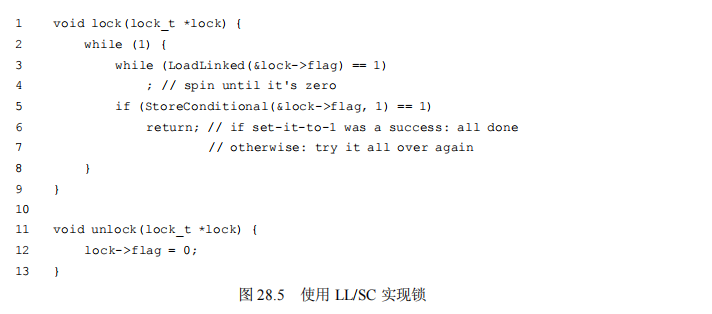 1 void lock(lock_t *lock) {
2 while (1) {
3 while (LoadLinked(&lock->flag) == 1)
4 ; // spin until it's zero
5 if (StoreConditional(&lock->flag, 1) == 1)
6 return; // if set-it-to-1 was a success: all done
7 // otherwise: try it all over again
8 }
9 }
10
11 void unlock(lock_t *lock) {
12 lock->flag = 0;
13 }
图 28.5 使用 LL/SC 实现锁